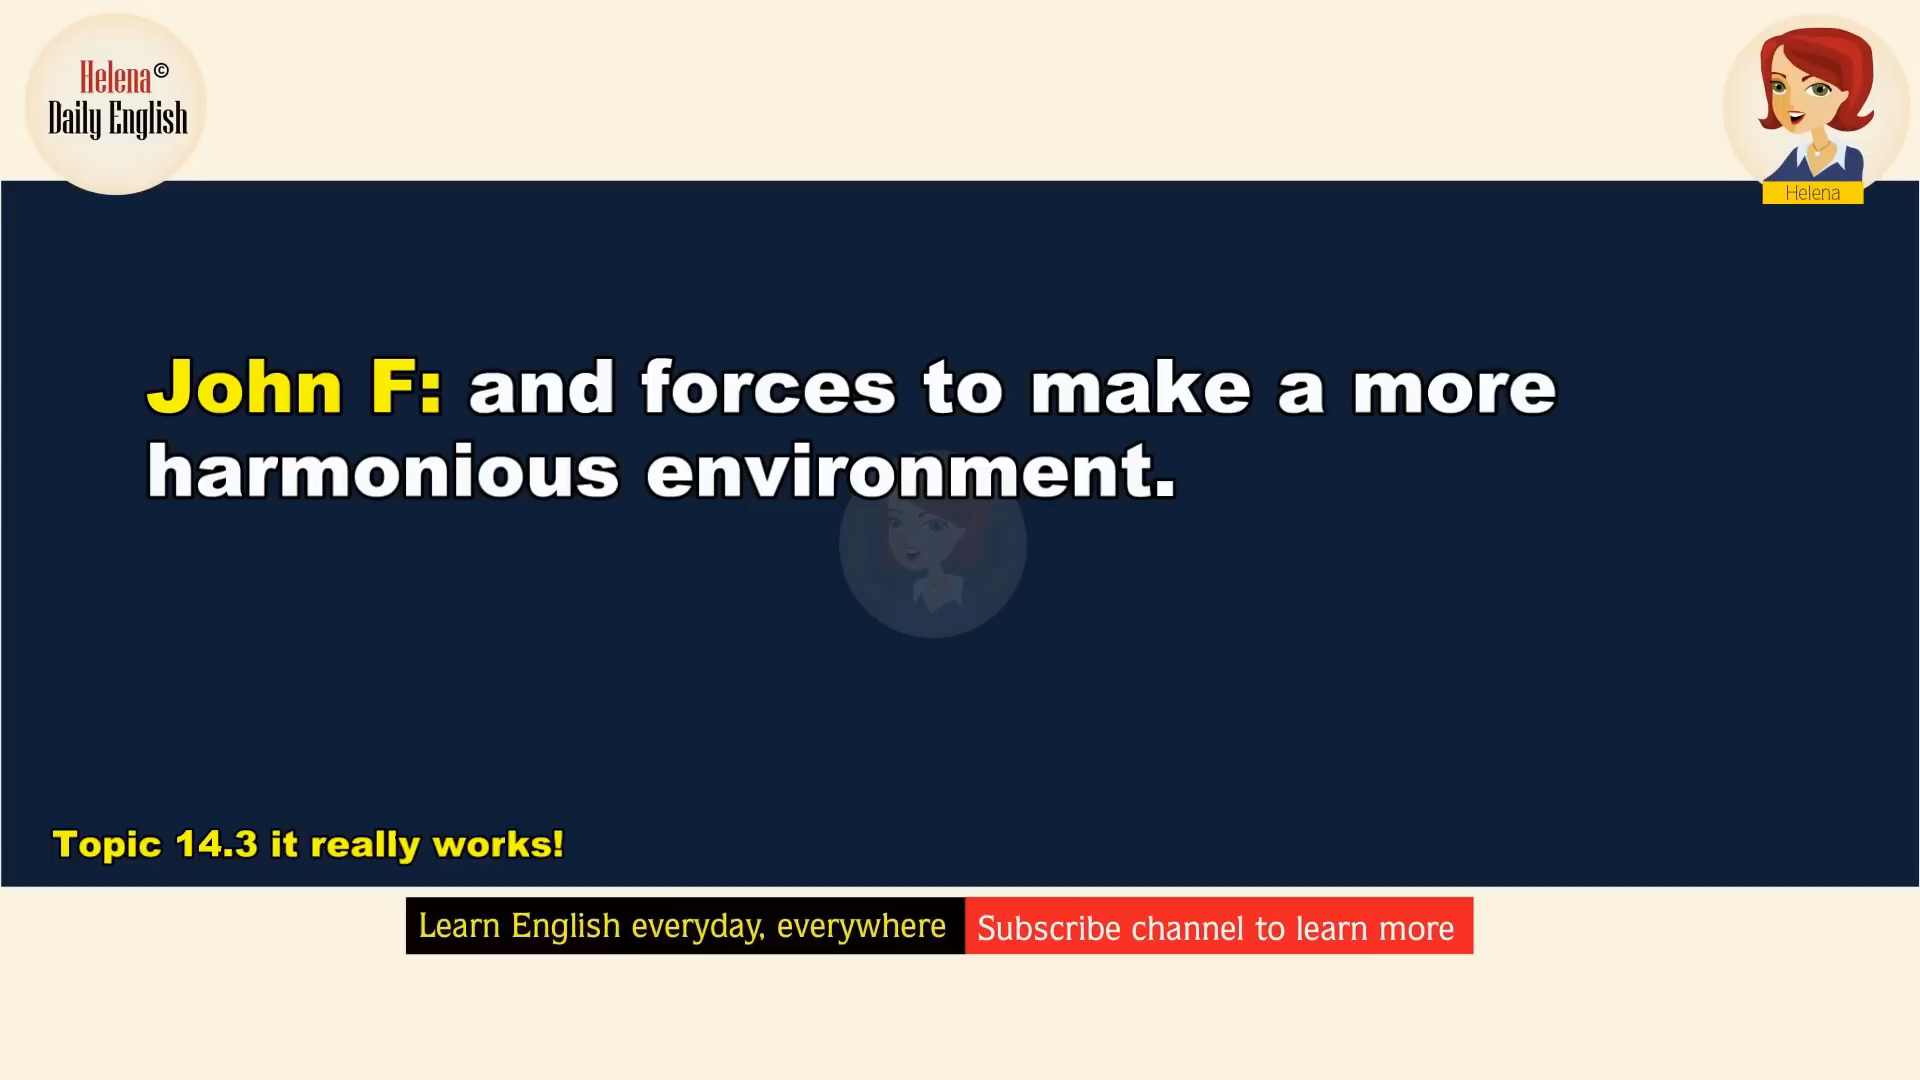 Helena©
Daily English
Helena
John F: and forces to make a more
harmonious environment.
Topic 14.3 it really works!
Learn English everyday, everywhere
Subscribe channel to learn more